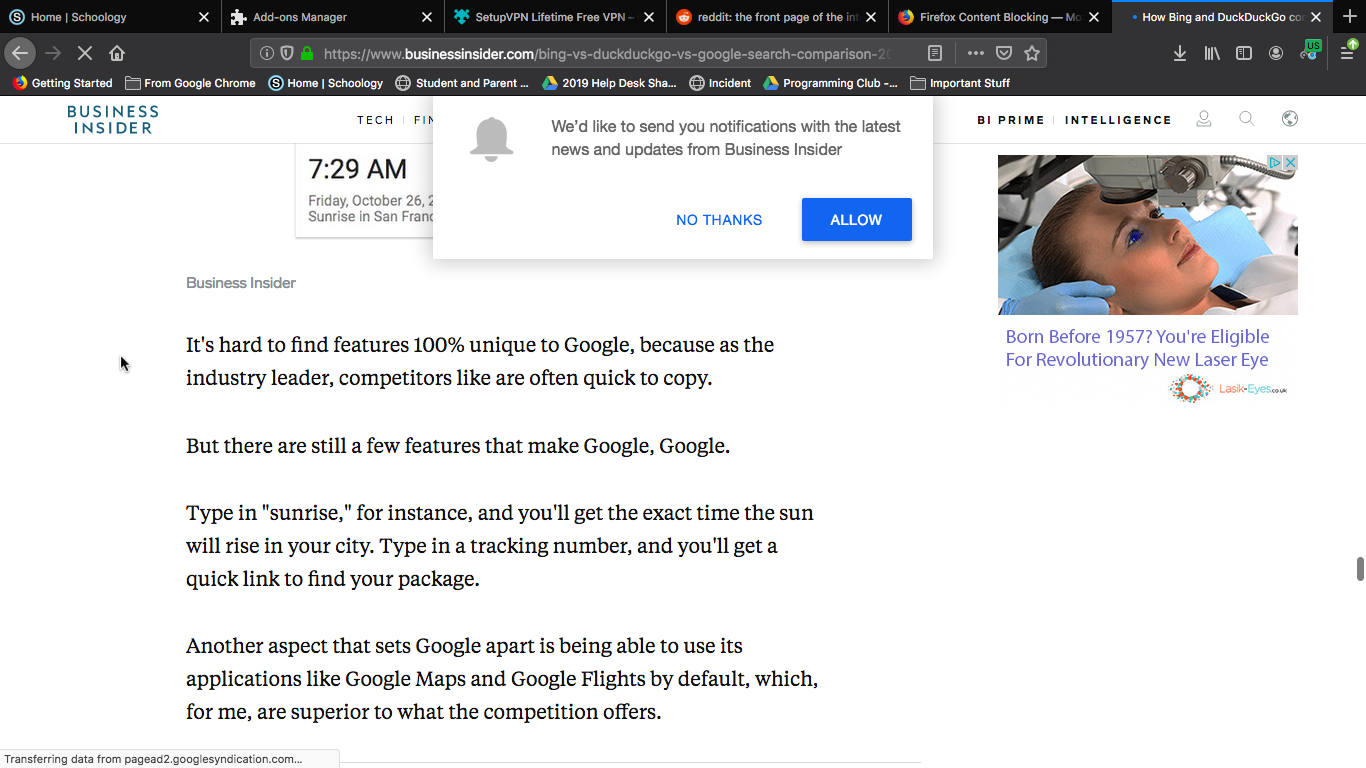 Home | Schoology
Add-ons Manager
SetupVPN Lifetime Free VPN –
reddit: the front page of the in
Firefox Content Blocking — Mo
How Bing and DuckDuckGo co
https://www.businessinsider.com/bing-vs-duckduckgo-vs-google-search-comparison-20
US
Getting Started
From Google Chrome
Home | Schoology
Student and Parent ...
2019 Help Desk Sha...
Incident
Programming Club -...
Important Stuff
BUSINESS
INSIDER
TECH
FIN
BI PRIME
INTELLIGENCE
We'd like to send you notifications with the latest
news and updates from Business Insider
NO THANKS
ALLOW
7:29 AM
Friday, October 26, 2
Sunrise in San Franc
Business Insider
It's hard to find features 100% unique to Google, because as the
industry leader, competitors like are often quick to copy.
But there are still a few features that make Google, Google.
Type in "sunrise," for instance, and you'll get the exact time the sun
will rise in your city. Type in a tracking number, and you'll get a
quick link to find your package.
Another aspect that sets Google apart is being able to use its
applications like Google Maps and Google Flights by default, which,
for me, are superior to what the competition offers.
Born Before 1957? You're Eligible
For Revolutionary New Laser Eye
Lasik-Eyes.co.uk
Transferring data from pagead2.googlesyndication.com...